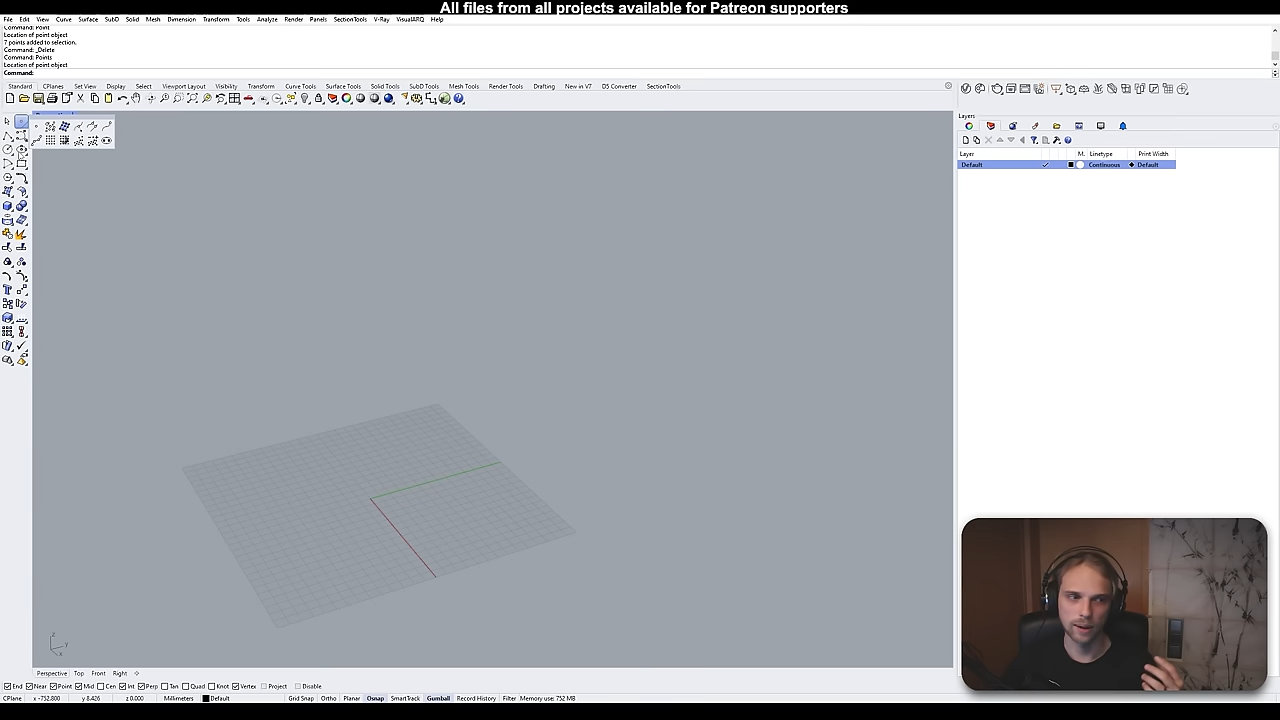 All files from all projects available for Patreon supporters
File Edit View Curve Surface SubD Solid Mesh Dimension Transform Tools Analyze Render Panels SectionTools V-Ray VisualARQ Help
Command: Point
Location of point object
7 points added to selection.
Command: _Delete
Command: Points
Location of point object
Command:
Standard CPlanes Set View Display Select Viewport Layout Visibility Transform Curve Tools Surface Tools Solid Tools SubD Tools Mesh Tools Render Tools Drafting New in V7 D5 Converter SectionTools
Layers
Layer M. Linetype Print Width
Default Continuous Default
z
y
x
Perspective Top Front Right
End Near Point Mid Cen Int Perp Tan Quad Knot Vertex Project Disable
CPlane x -752.800 y 8.426 z 0.000 Millimeters Default Grid Snap Ortho Planar Osnap SmartTrack Gumball Record History Filter Memory use: 752 MB